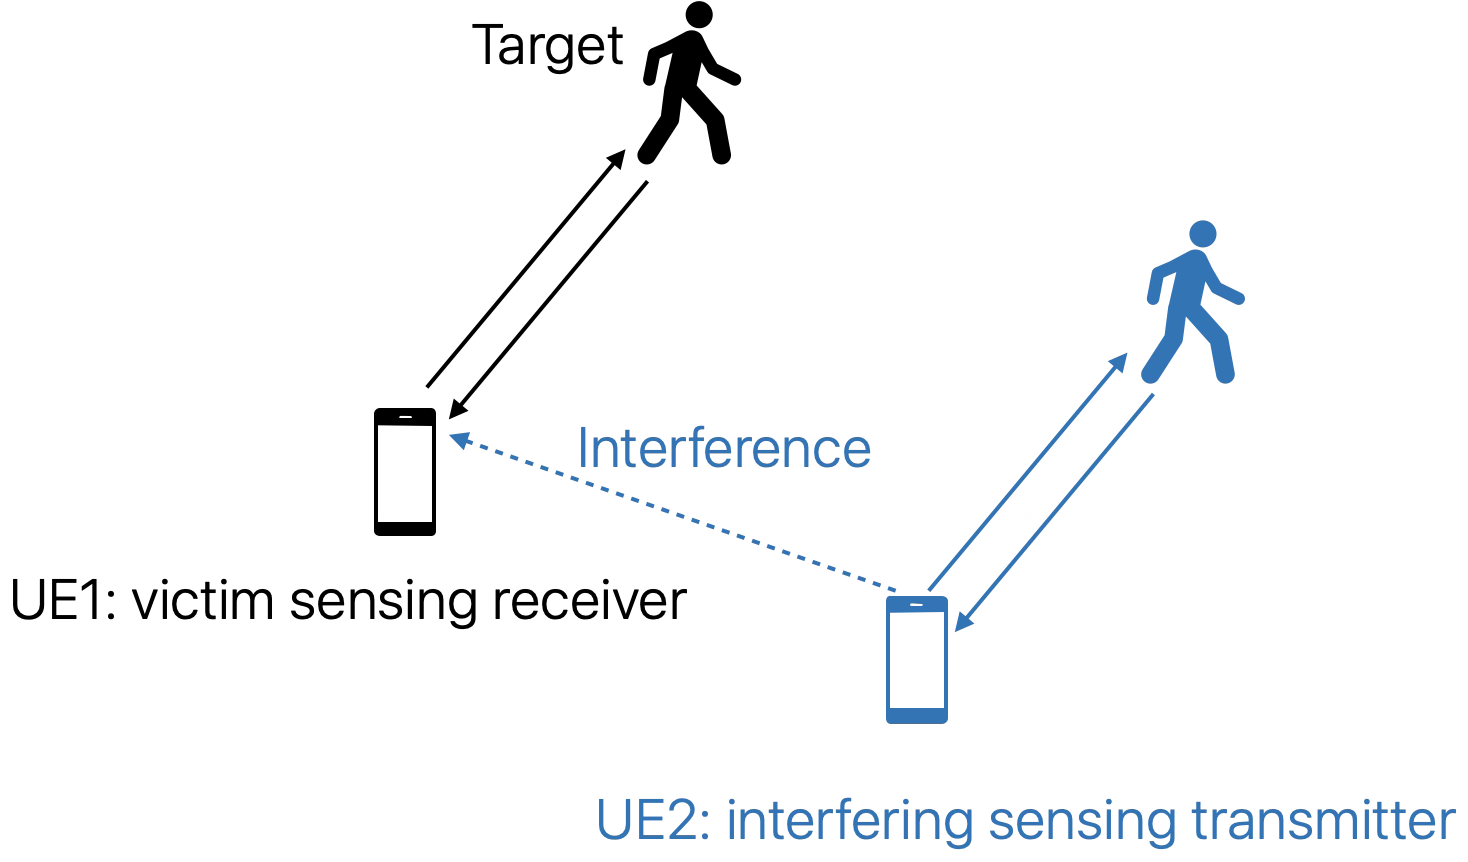 Target
Interference
UE1: victim sensing receiver
UE2: interfering sensing transmitter